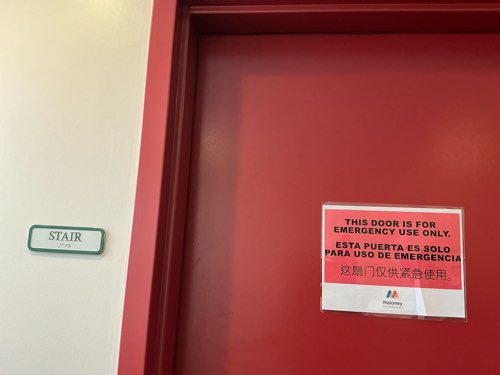 STAIR
THIS DOOR IS FOR
EMERGENCY USE ONLY.
ESTA PUERTA ES SOLO
PARA USO DE EMERGENCIA
这扇门仅供紧急使用。
Maloney